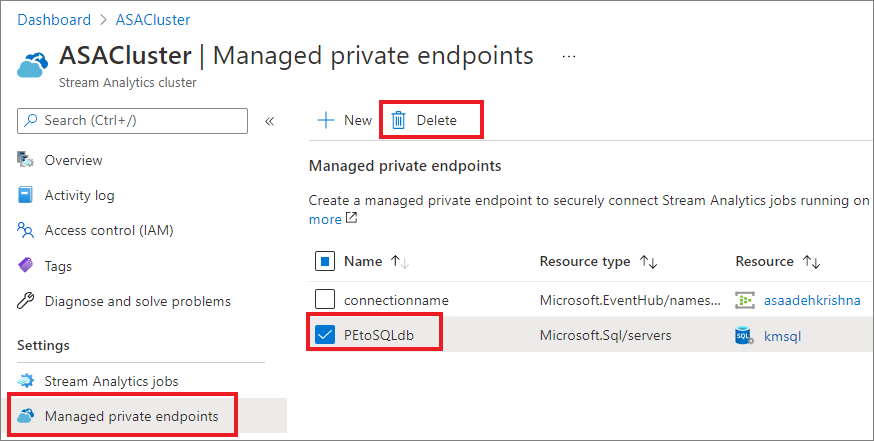 Dashboard > ASACluster
ASACluster | Managed private endpoints ...
Stream Analytics cluster
Search (Ctrl+/) «
New Delete
Overview
Activity log
Access control (IAM)
Tags
Diagnose and solve problems
Settings
Stream Analytics jobs
Managed private endpoints
Managed private endpoints
Create a managed private endpoint to securely connect Stream Analytics jobs running on
more
Name ↑↓ Resource type ↑↓ Resource ↑↓
connectionname Microsoft.EventHub/names... asaadehkrishna
PEtoSQLdb Microsoft.Sql/servers SQL kmsql